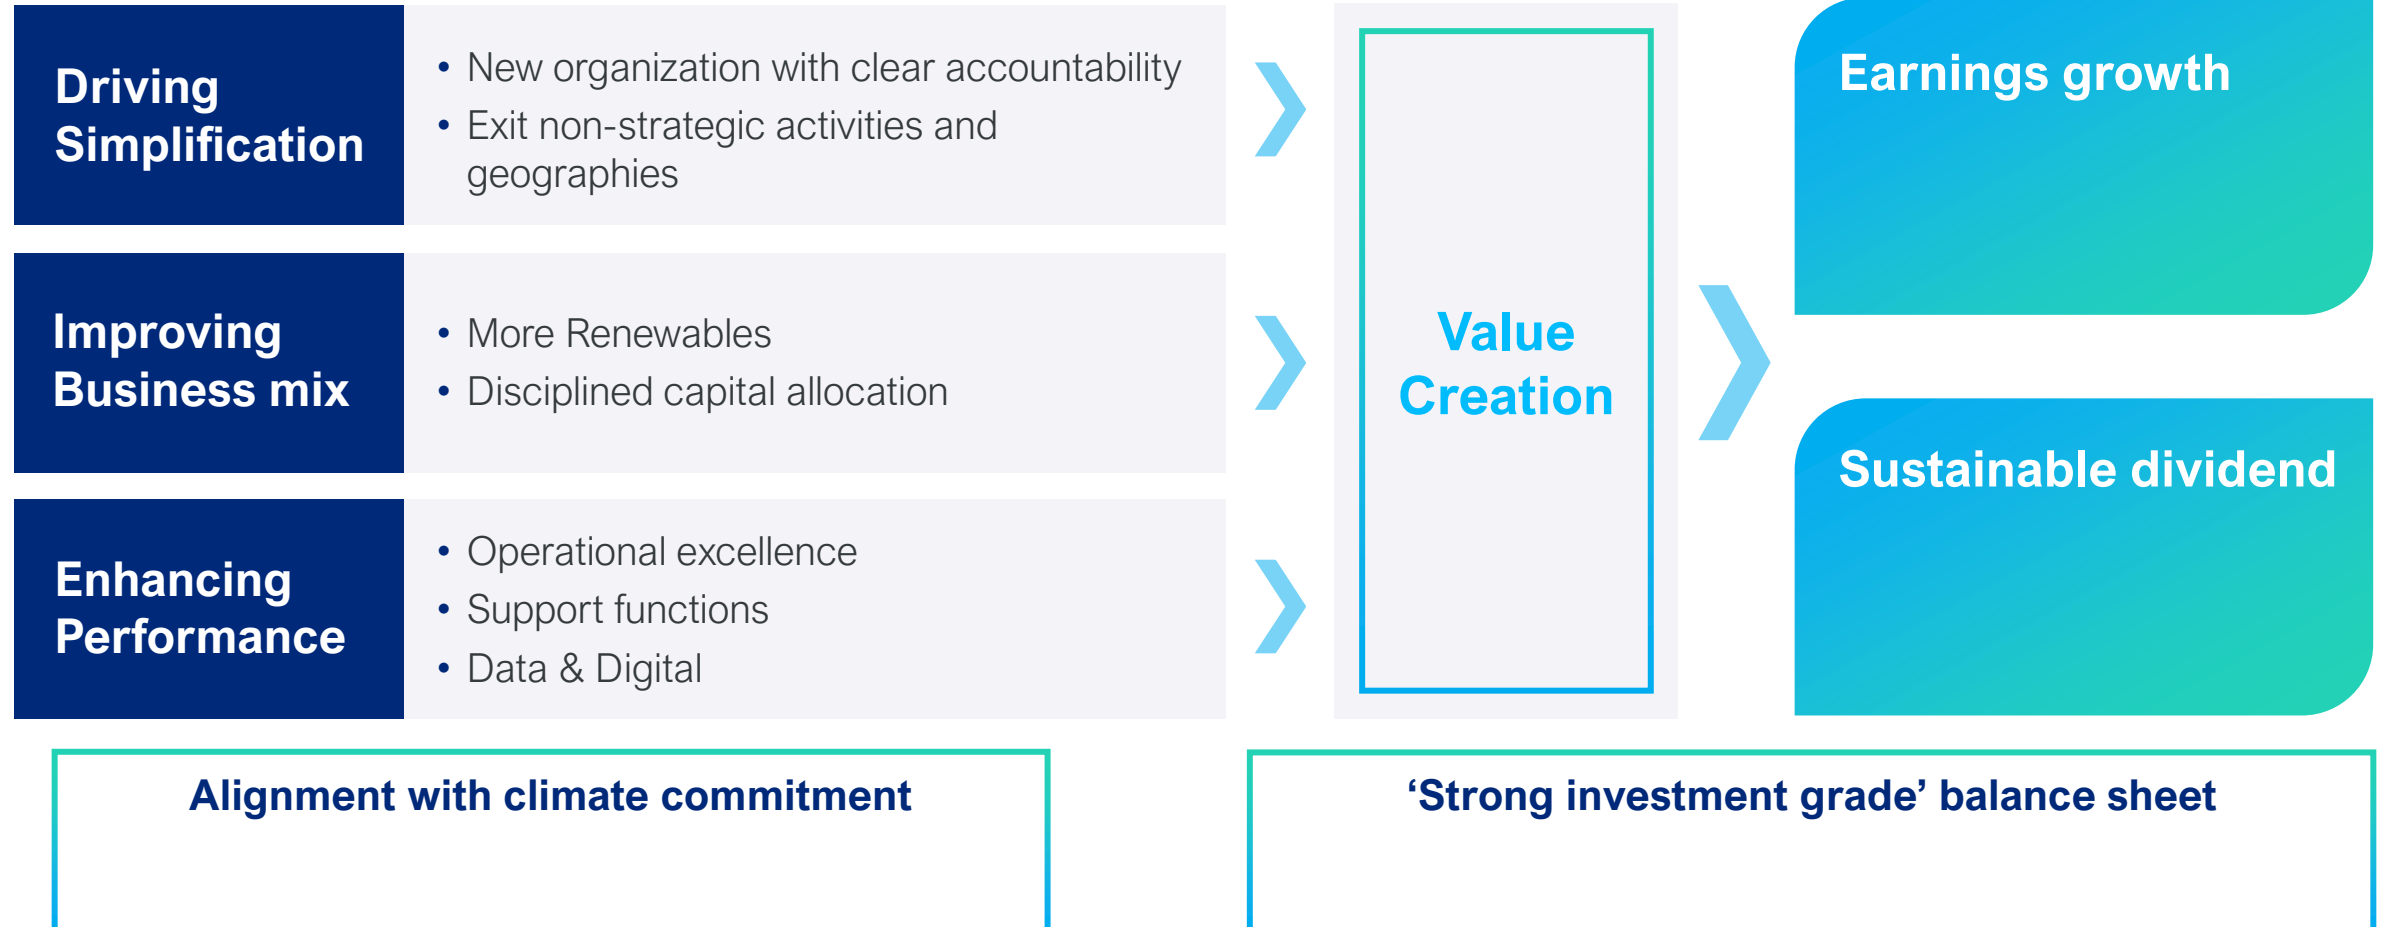 Driving
Simplification
• New organization with clear accountability
• Exit non-strategic activities and
geographies
Improving
Business mix
• More Renewables
• Disciplined capital allocation
Enhancing
Performance
• Operational excellence
• Support functions
• Data & Digital
Value
Creation
Earnings growth
Sustainable dividend
Alignment with climate commitment
‘Strong investment grade’ balance sheet